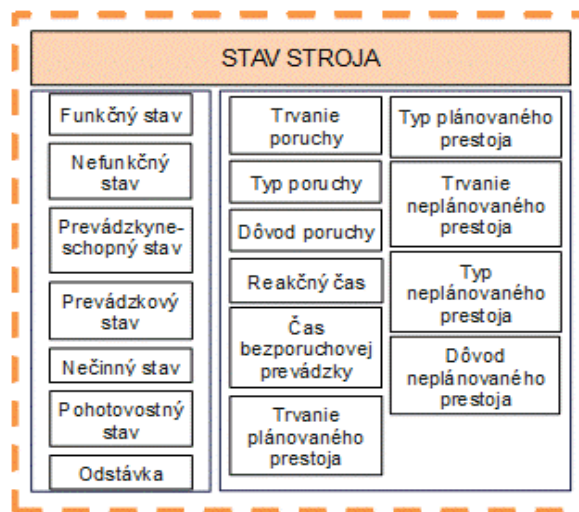 STAV STROJA
Funkčný stav
Nefunkčný
stav
Prevádzkyne-
schopný stav
Prevádzkový
stav
Nečinný stav
Pohotovostný
stav
Odstávka
Trvanie
poruchy
Typ poruchy
Dôvod poruchy
Reakčný čas
Čas
bezporuchovej
prevádzky
Trvanie
plánovaného
prestoja
Typ plánovaného
prestoja
Trvanie
neplánovaného
prestoja
Typ
neplánovaného
prestoja
Dôvod
neplánovaného
prestoja